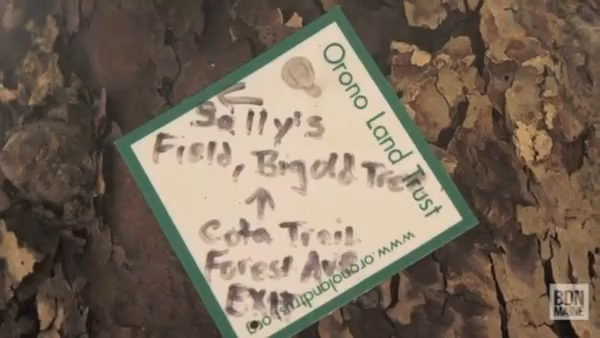 Orono Land Trust
Sally's
Field, Big old Tree
Cota Trail
Forest Ave
Exit
www.oronolandtrust.org
BDN
MAINE